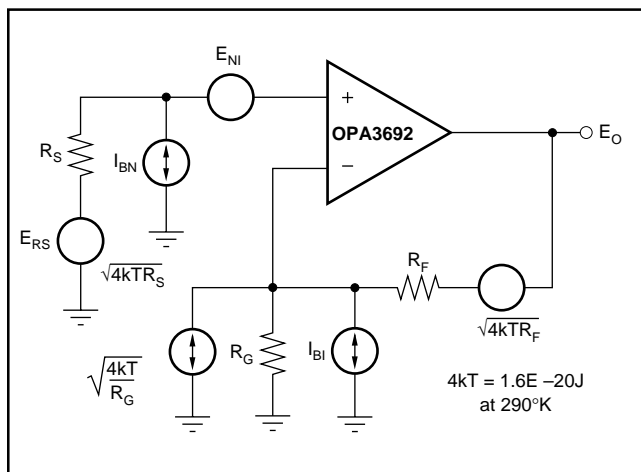 E_NI
+
OPA3692
−
E_O
R_S
I_BN
E_RS
√4kTR_S
R_F
√4kTR_F
√4kT/R_G
R_G
I_BI
4kT = 1.6E –20J
at 290°K